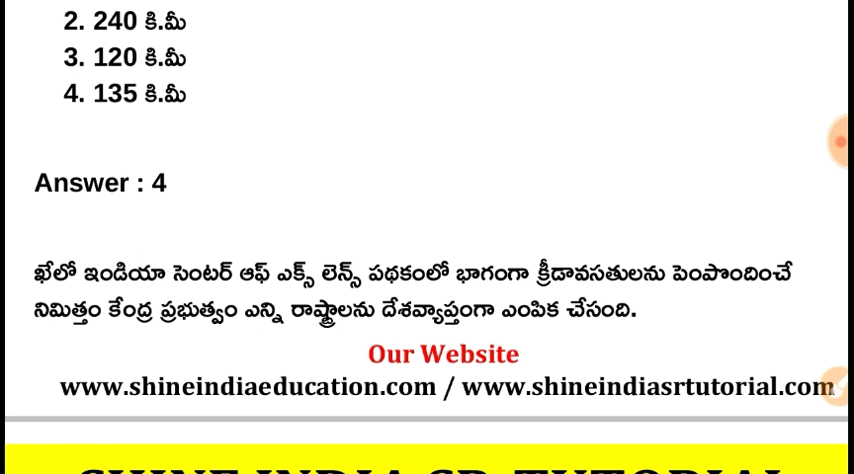 2. 240 కి.మీ
3. 120 కి.మీ
4. 135 కి.మీ
Answer : 4
ఖేలో ఇండియా సెంటర్ ఆఫ్ ఎక్స్ లెన్స్ పథకంలో భాగంగా క్రీడావసతులను పెంపొందించే
నిమిత్తం కేంద్ర ప్రభుత్వం ఎన్ని రాష్ట్రాలను దేశవ్యాప్తంగా ఎంపిక చేసంది.
Our Website
www.shineindiaeducation.com / www.shineindiasrtutorial.com